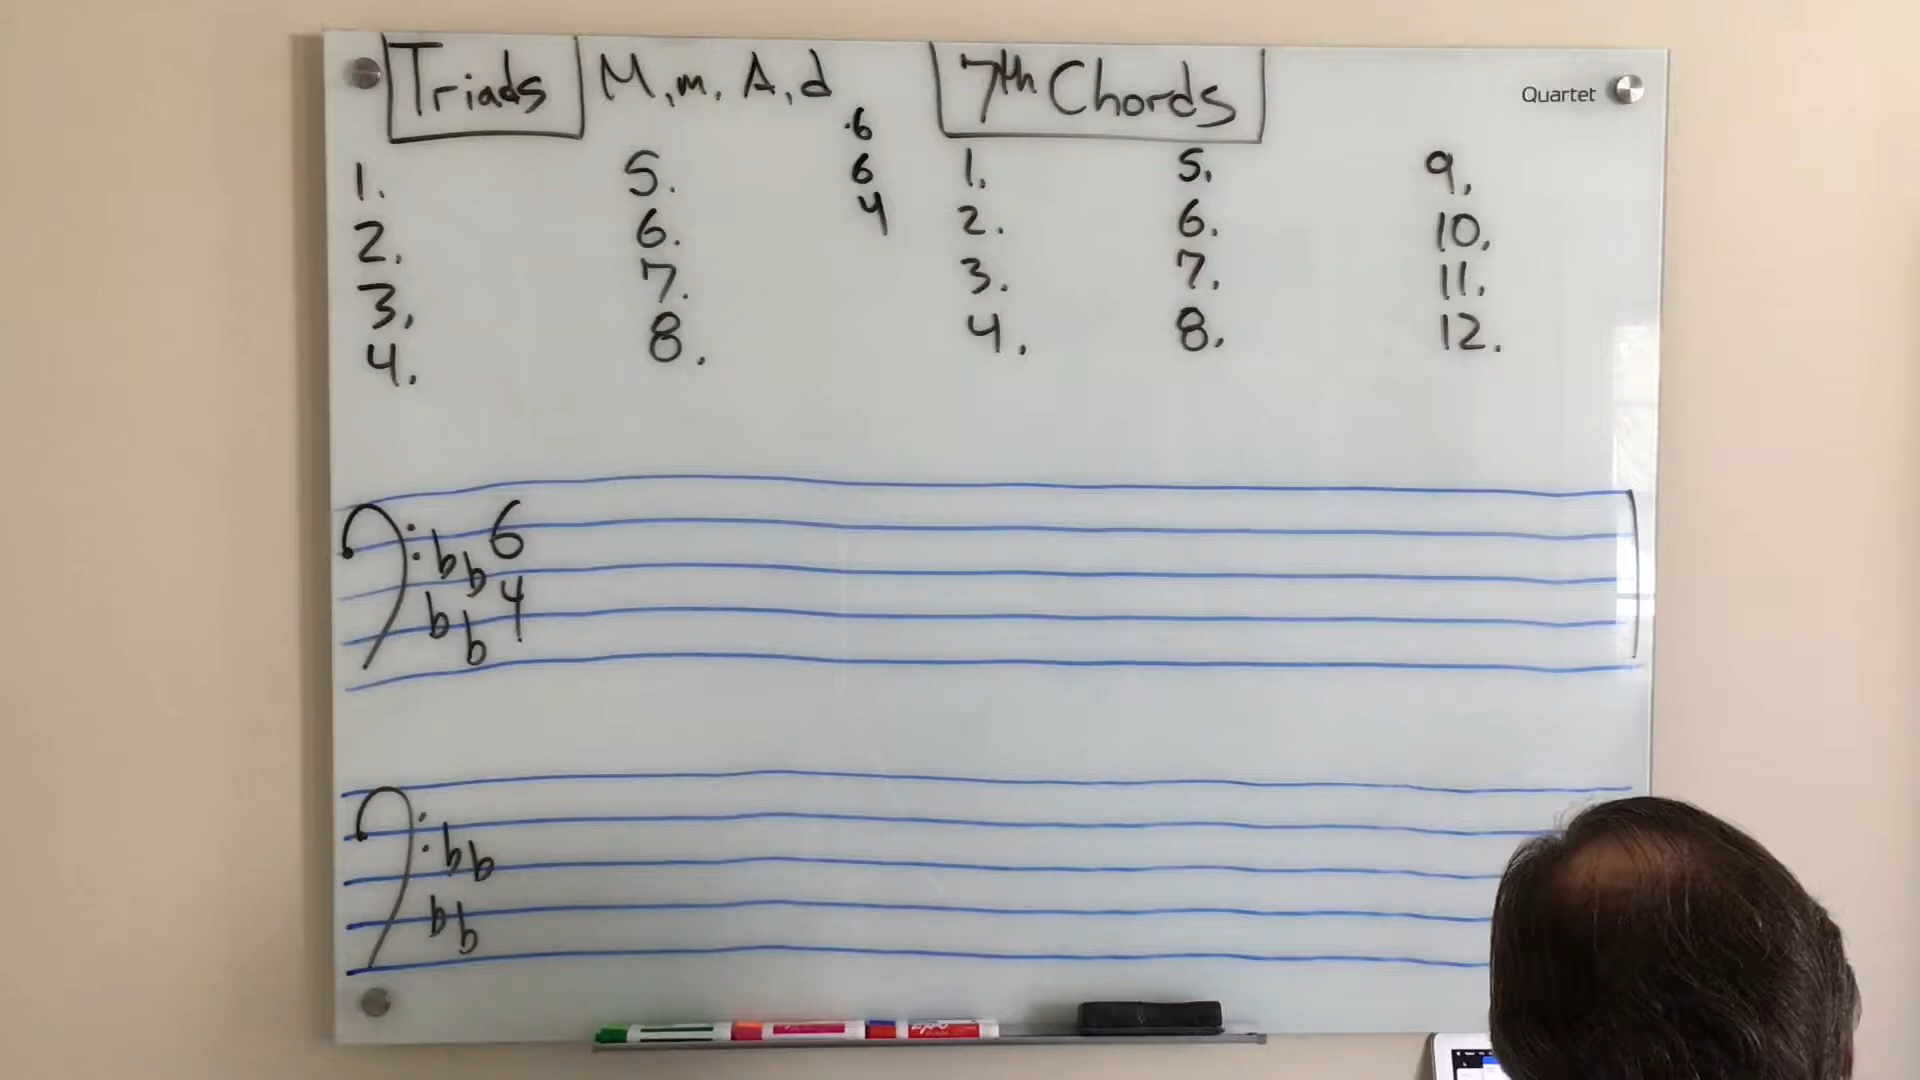 Triads M, m, A, d
7th Chords
Quartet
.6
6
4
1. 5. 1. 5. 9.
2. 6. 2. 6. 10.
3. 7. 3. 7. 11.
4. 8. 4. 8. 12.
6
4
EXPO